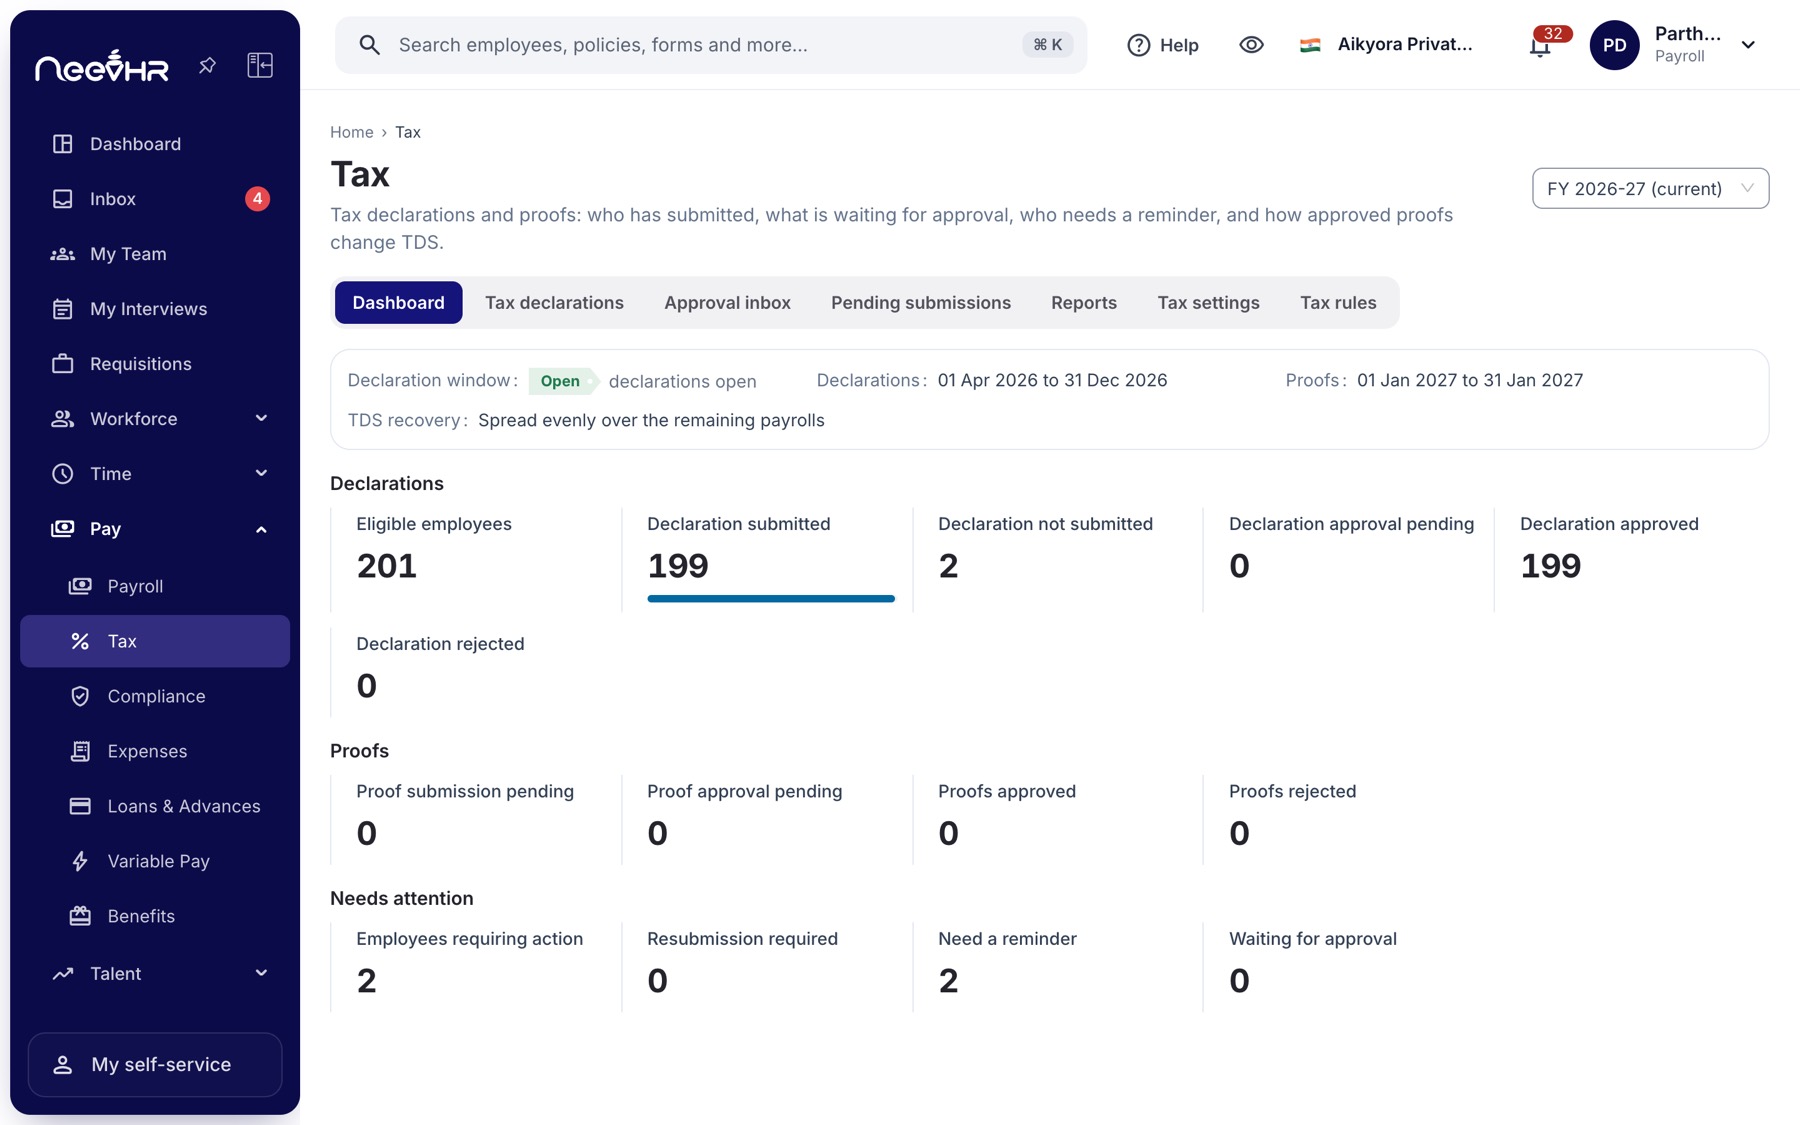 neevHR
Search employees, policies, forms and more...
⌘ K
Help
Aikyora Privat...
32
PD
Parth...
Payroll
Dashboard
Inbox
4
My Team
My Interviews
Requisitions
Workforce
Time
Pay
Payroll
Tax
Compliance
Expenses
Loans & Advances
Variable Pay
Benefits
Talent
My self-service
Home › Tax
Tax
Tax declarations and proofs: who has submitted, what is waiting for approval, who needs a reminder, and how approved proofs
change TDS.
FY 2026-27 (current)
Dashboard
Tax declarations
Approval inbox
Pending submissions
Reports
Tax settings
Tax rules
Declaration window: Open declarations open
Declarations: 01 Apr 2026 to 31 Dec 2026
Proofs: 01 Jan 2027 to 31 Jan 2027
TDS recovery: Spread evenly over the remaining payrolls
Declarations
Eligible employees
201
Declaration submitted
199
Declaration not submitted
2
Declaration approval pending
0
Declaration approved
199
Declaration rejected
0
Proofs
Proof submission pending
0
Proof approval pending
0
Proofs approved
0
Proofs rejected
0
Needs attention
Employees requiring action
2
Resubmission required
0
Need a reminder
2
Waiting for approval
0